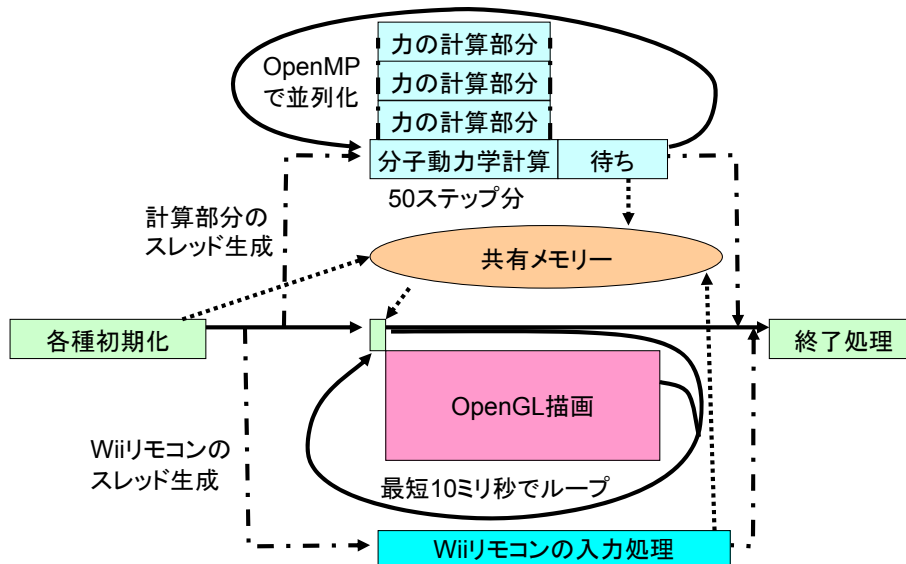 力の計算部分
OpenMP
で並列化
力の計算部分
力の計算部分
分子動力学計算
待ち
50ステップ分
計算部分の
スレッド生成
共有メモリー
各種初期化
終了処理
OpenGL描画
Wiiリモコンの
スレッド生成
最短10ミリ秒でループ
Wiiリモコンの入力処理